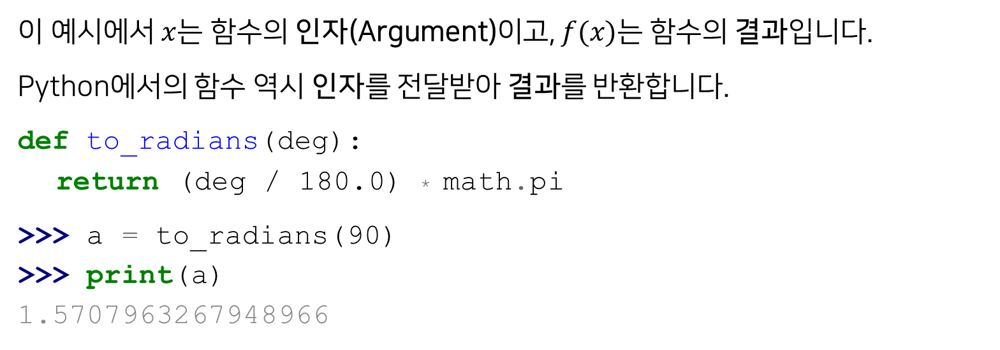 이 예시에서 x는 함수의 인자(Argument)이고, f(x)는 함수의 결과입니다.
Python에서의 함수 역시 인자를 전달받아 결과를 반환합니다.
def to_radians(deg):
  return (deg / 180.0) * math.pi
>>> a = to_radians(90)
>>> print(a)
1.5707963267948966